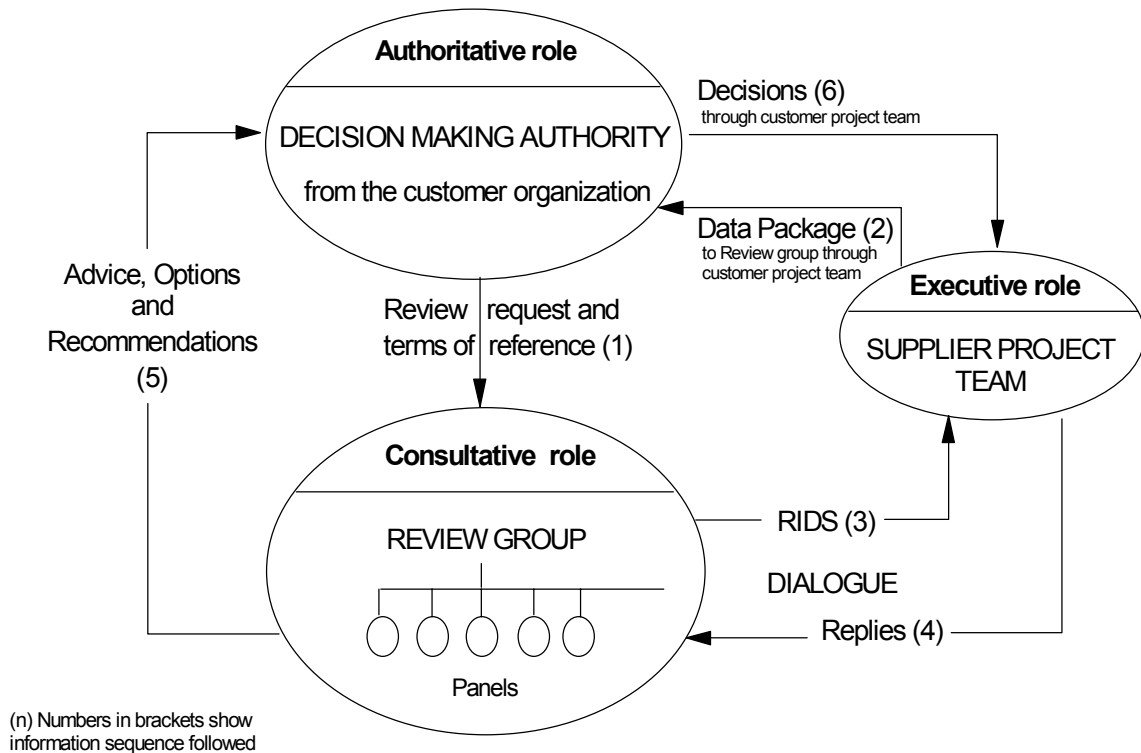 Authoritative role
DECISION MAKING AUTHORITY
from the customer organization
Decisions (6)
through customer project team
Data Package (2)
to Review group through
customer project team
Executive role
SUPPLIER PROJECT
TEAM
Advice, Options
and
Recommendations
(5)
Review request and
terms of reference (1)
Consultative role
REVIEW GROUP
Panels
RIDS (3)
DIALOGUE
Replies (4)
(n) Numbers in brackets show
information sequence followed